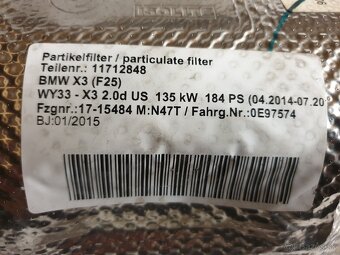 ISOLITE
Partikelfilter / particulate filter
Teilenr.: 11712848
BMW X3 (F25)
WY33 - X3 2.0d US 135 kW 184 PS (04.2014-07.20
Fzgnr:17-15484 M:N47T / Fahrg.Nr.:0E97574
BJ:01/2015